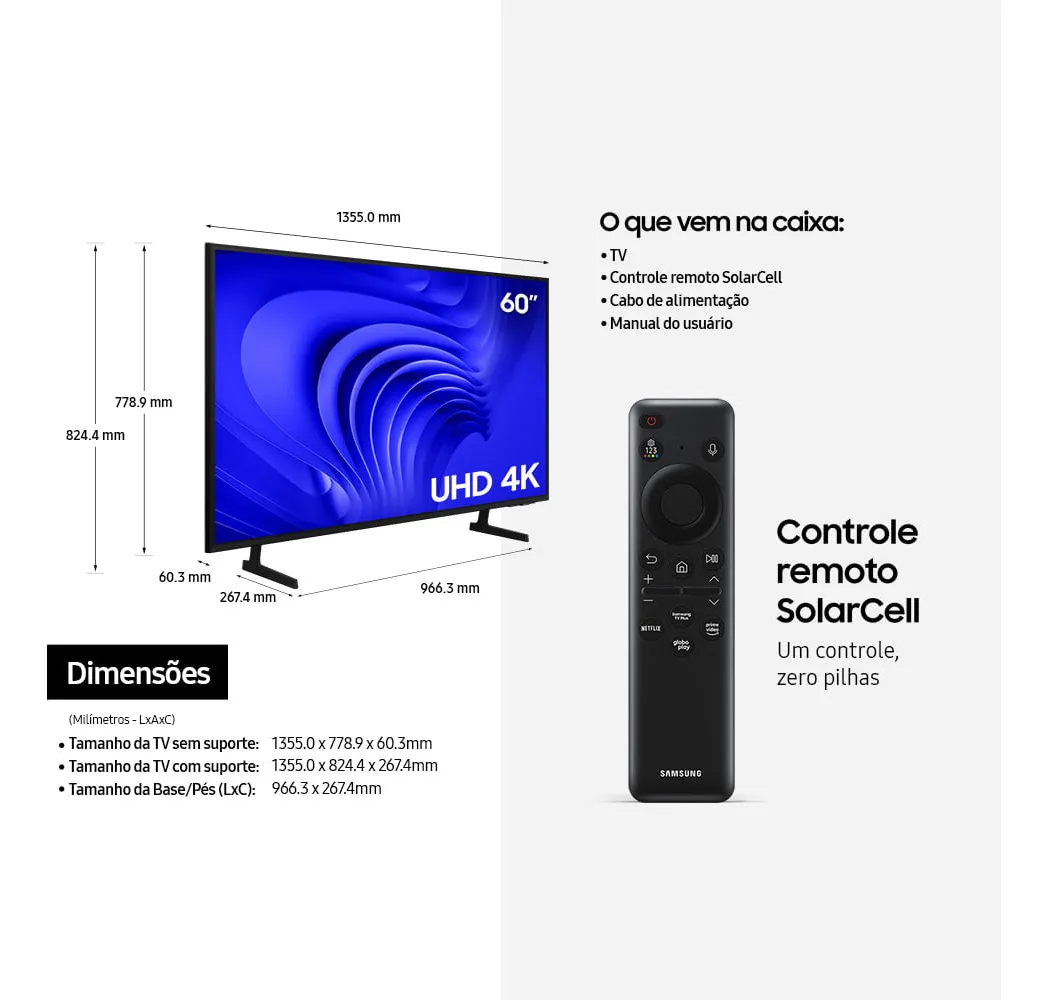 1355.0 mm
60”
778.9 mm
824.4 mm
UHD 4K
60.3 mm
267.4 mm
966.3 mm
Dimensões
(Milímetros - LxAxC)
• Tamanho da TV sem suporte: 1355.0 x 778.9 x 60.3mm
• Tamanho da TV com suporte: 1355.0 x 824.4 x 267.4mm
• Tamanho da Base/Pés (LxC): 966.3 x 267.4mm
O que vem na caixa:
• TV
• Controle remoto SolarCell
• Cabo de alimentação
• Manual do usuário
123
NETFLIX
Samsung
TV Plus
prime
video
globo
play
SAMSUNG
Controle
remoto
SolarCell
Um controle,
zero pilhas